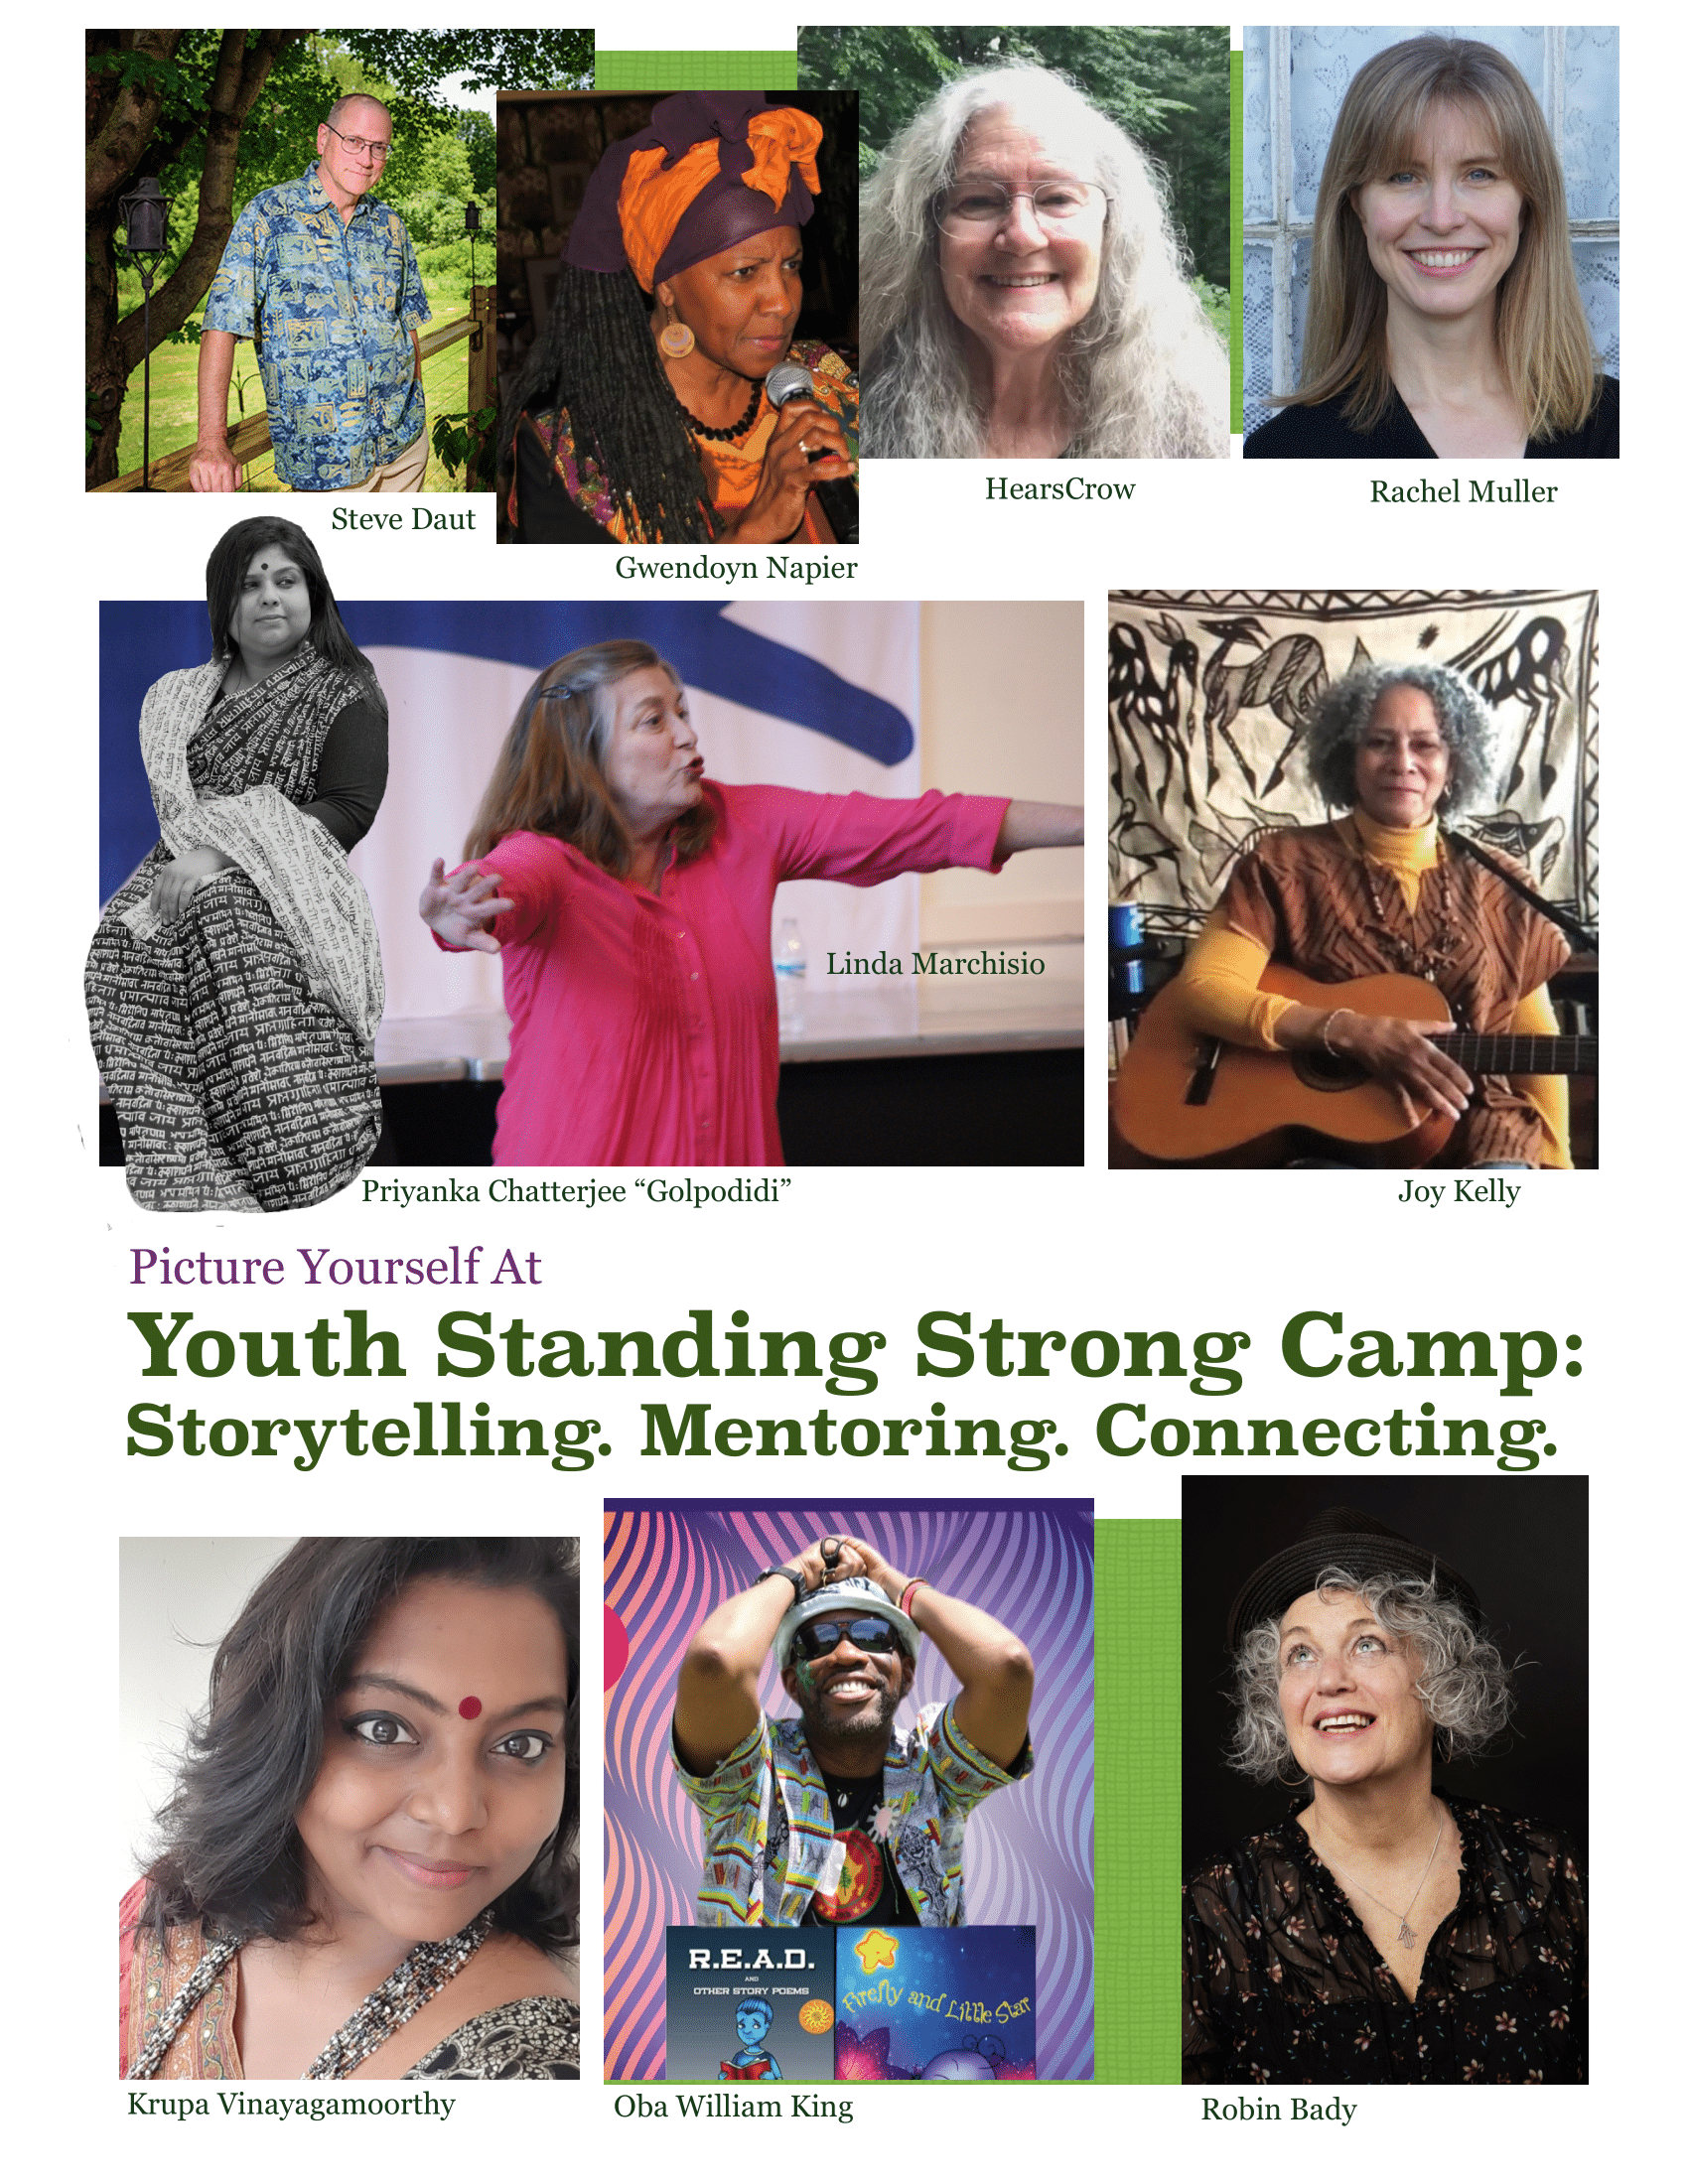 HearsCrow
Rachel Muller
Steve Daut
Gwendoyn Napier
Linda Marchisio
Priyanka Chatterjee “Golpodidi”
Joy Kelly
Picture Yourself At
Youth Standing Strong Camp:
Storytelling. Mentoring. Connecting.
R.E.A.D.
AND
OTHER STORY POEMS
Firefly and Little Star
Krupa Vinayagamoorthy
Oba William King
Robin Bady